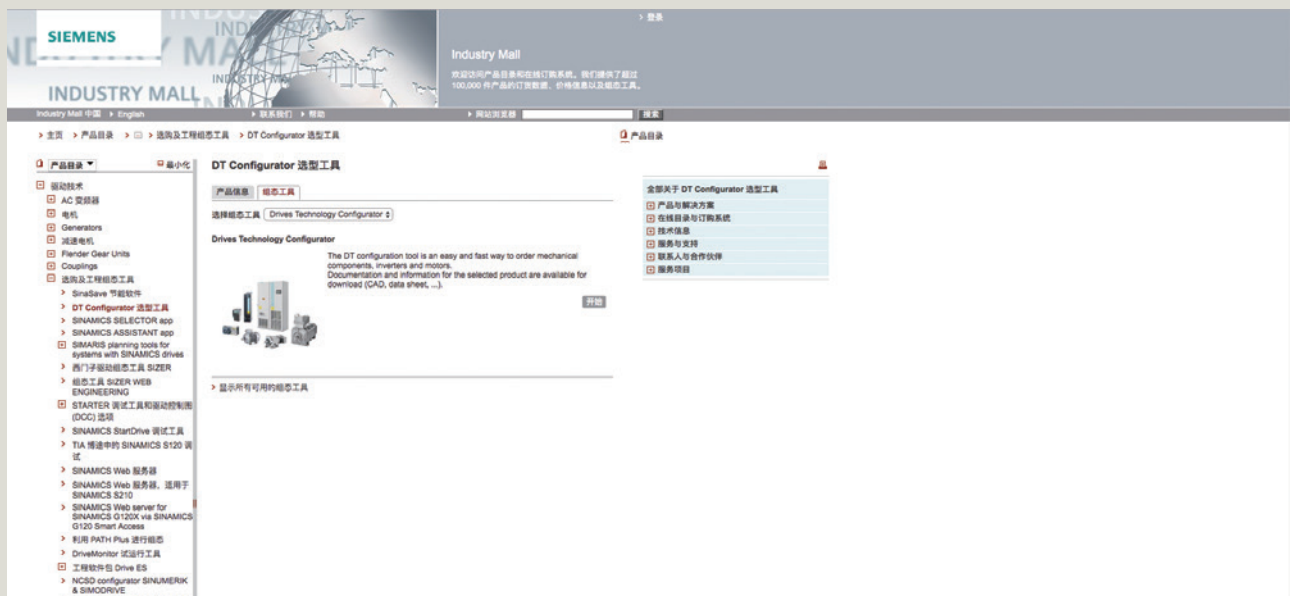 SIEMENS
INDUSTRY MALL
> 登录
Industry Mall
欢迎访问产品目录和在线订购系统。我们提供了超过
100,000 件产品的订货数据、价格信息以及组态工具。
Industry Mall 中国 > English > 联系我们 > 帮助 > 网站浏览器 搜索
> 主页 > 产品目录 > > 选购及工程组态工具 > DT Configurator 选型工具
产品目录
产品目录 最小化
驱动技术
AC 变频器
电机
Generators
减速电机
Flender Gear Units
Couplings
选购及工程组态工具
> SinaSave 节能软件
> DT Configurator 选型工具
> SINAMICS SELECTOR app
> SINAMICS ASSISTANT app
SIMARIS planning tools for
systems with SINAMICS drives
> 西门子驱动组态工具 SIZER
> 组态工具 SIZER WEB
ENGINEERING
STARTER 调试工具和驱动控制图
(DCC) 选项
> SINAMICS StartDrive 调试工具
> TIA 博途中的 SINAMICS S120 调
试
> SINAMICS Web 服务器
> SINAMICS Web 服务器，适用于
SINAMICS S210
> SINAMICS Web server for
SINAMICS G120X via SINAMICS
G120 Smart Access
> 利用 PATH Plus 进行组态
> DriveMonitor 试运行工具
工程软件包 Drive ES
> NCSD configurator SINUMERIK
& SIMODRIVE
DT Configurator 选型工具
产品信息 组态工具
选择组态工具 Drives Technology Configurator
Drives Technology Configurator
The DT configuration tool is an easy and fast way to order mechanical
components, inverters and motors.
Documentation and information for the selected product are available for
download (CAD, data sheet, ...).
开始
> 显示所有可用的组态工具
全部关于 DT Configurator 选型工具
产品与解决方案
在线目录与订购系统
技术信息
服务与支持
联系人与合作伙伴
服务项目